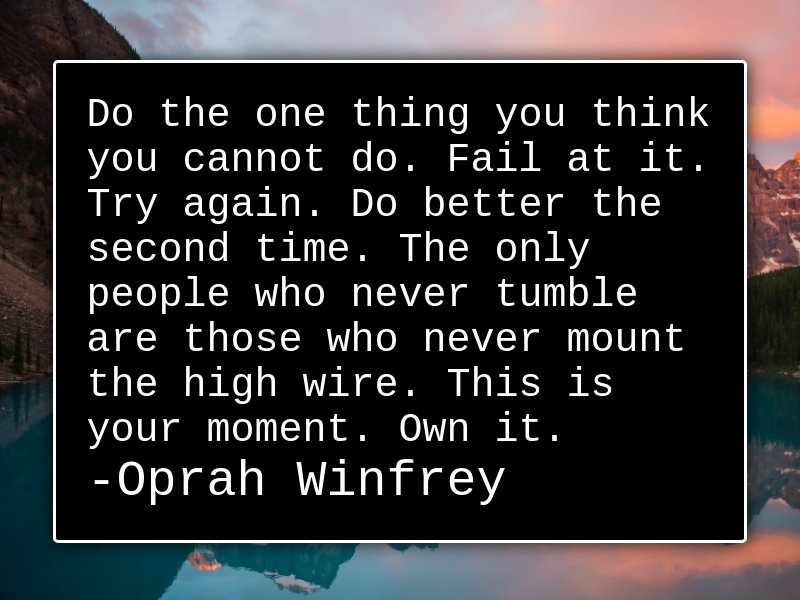 Do the one thing you think
you cannot do. Fail at it.
Try again. Do better the
second time. The only
people who never tumble
are those who never mount
the high wire. This is
your moment. Own it.
-Oprah Winfrey